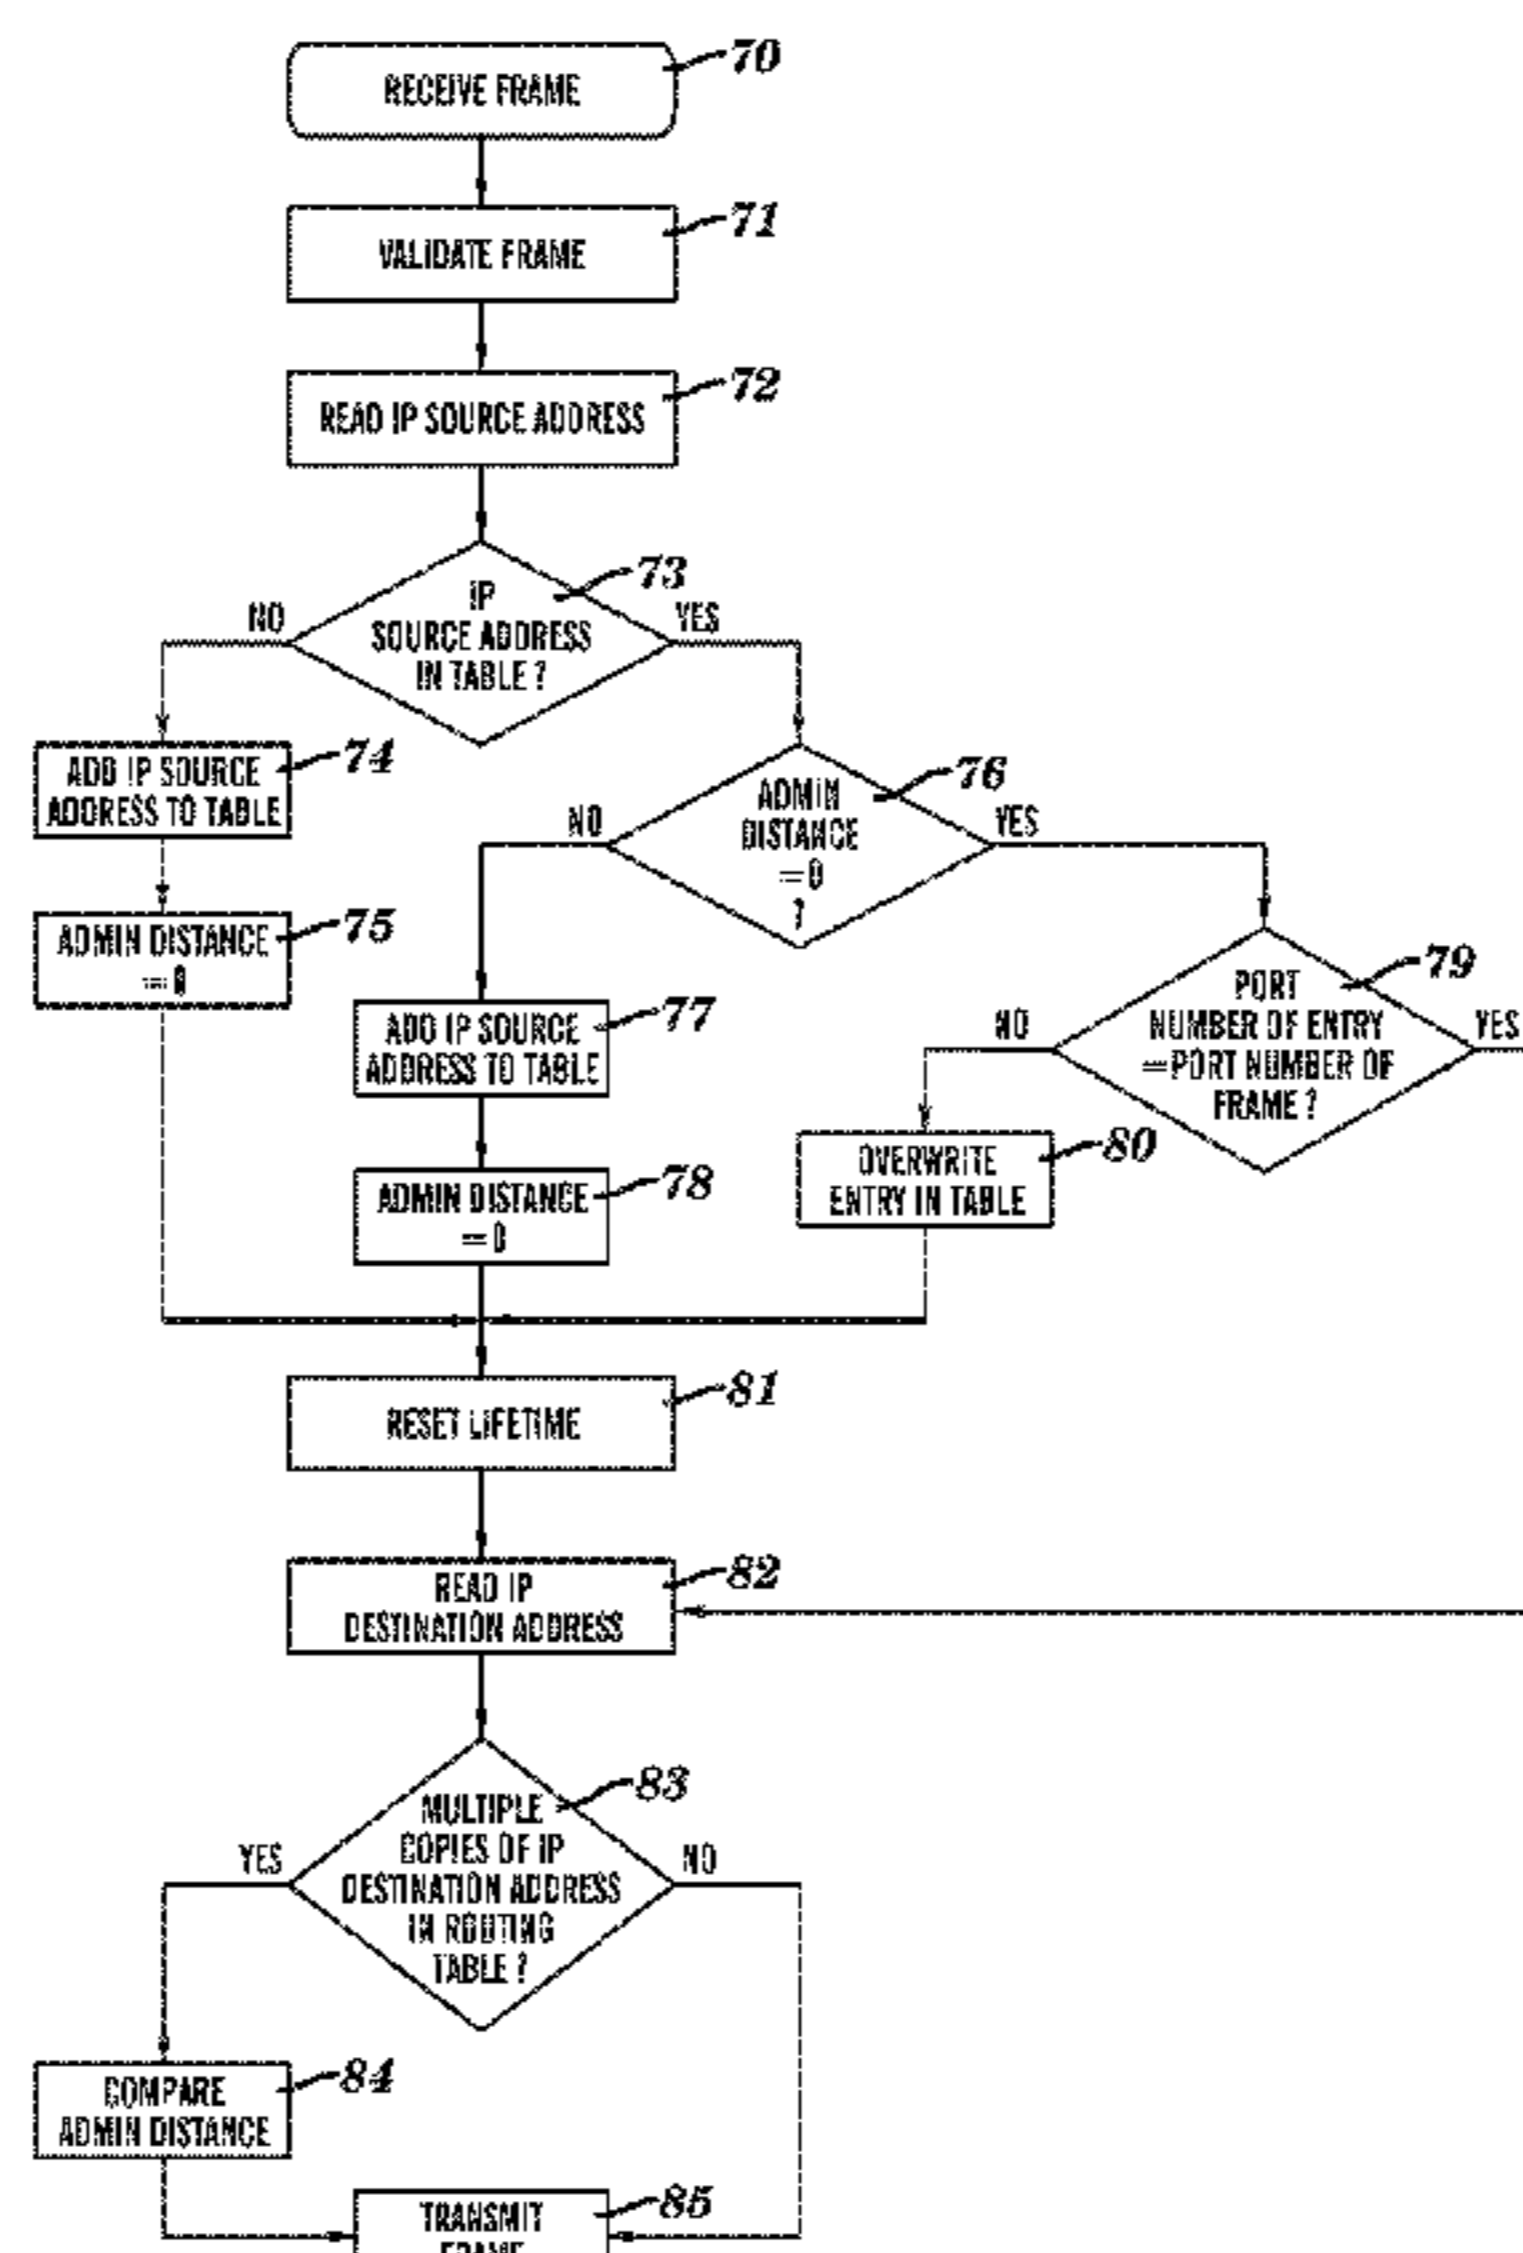 RECEIVE FRAME
70
VALIDATE FRAME
71
READ IP SOURCE ADDRESS
72
IP
SOURCE ADDRESS
IN TABLE ?
73
NO
YES
ADD IP SOURCE
ADDRESS TO TABLE
74
ADMIN DISTANCE
= 0
75
ADMIN
DISTANCE
= 0
?
76
NO
YES
ADD IP SOURCE
ADDRESS TO TABLE
77
ADMIN DISTANCE
= 0
78
PORT
NUMBER OF ENTRY
=PORT NUMBER OF
FRAME ?
79
NO
YES
OVERWRITE
ENTRY IN TABLE
80
RESET LIFETIME
81
READ IP
DESTINATION ADDRESS
82
MULTIPLE
COPIES OF IP
DESTINATION ADDRESS
IN ROUTING
TABLE ?
83
YES
NO
COMPARE
ADMIN DISTANCE
84
TRANSMIT
FRAME
85